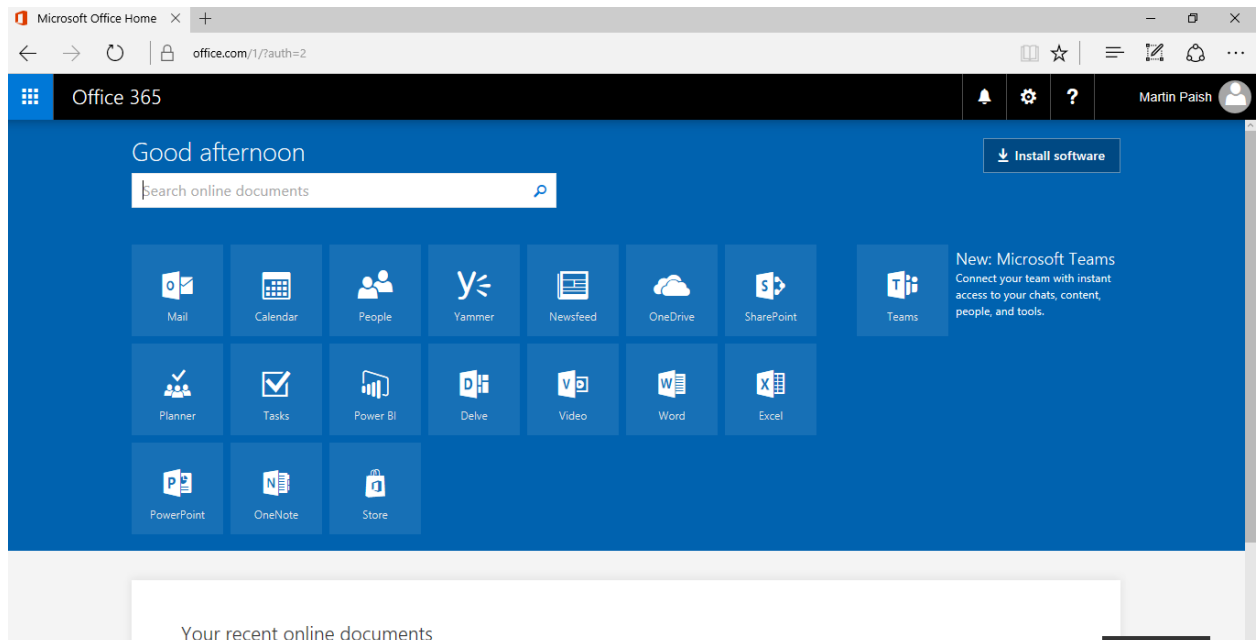 Microsoft Office Home
office.com/1/?auth=2
Office 365
?
Martin Paish
Good afternoon
Install software
Search online documents
Mail
Calendar
People
Yammer
Newsfeed
OneDrive
SharePoint
Teams
New: Microsoft Teams
Connect your team with instant
access to your chats, content,
people, and tools.
Planner
Tasks
Power BI
Delve
Video
Word
Excel
PowerPoint
OneNote
Store
Your recent online documents